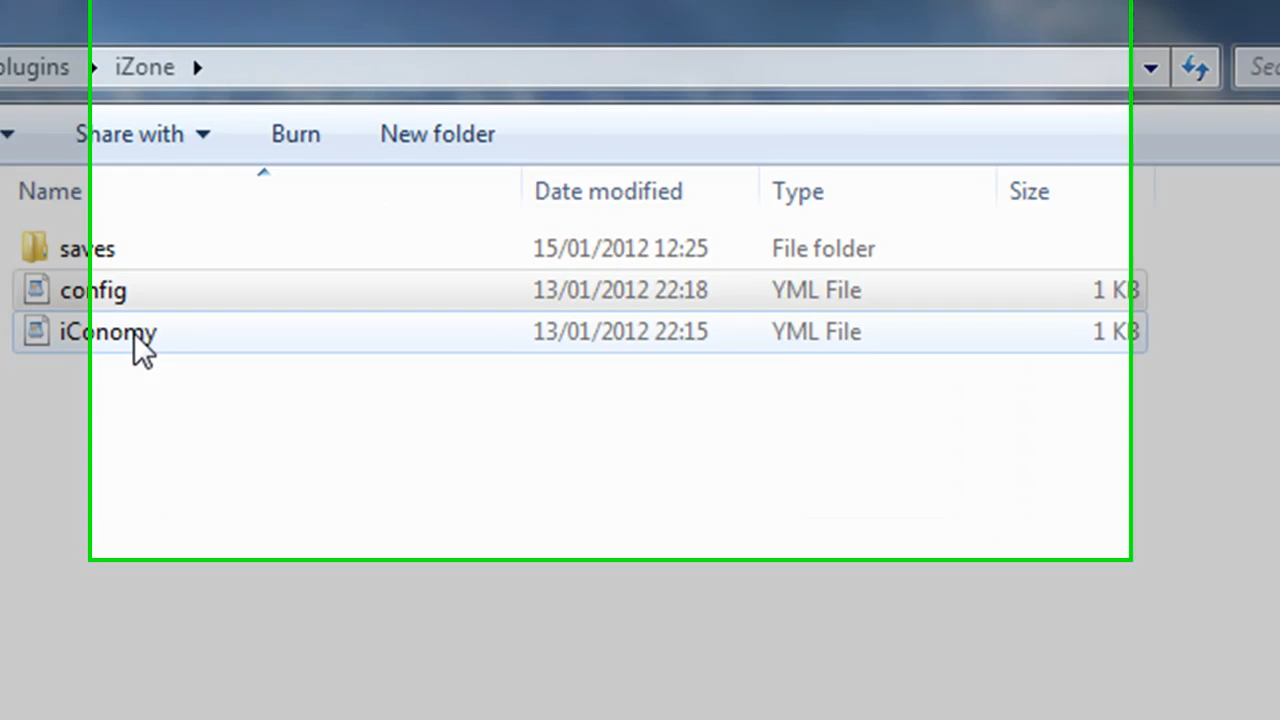 plugins iZone
Share with Burn New folder
Name Date modified Type Size
saves 15/01/2012 12:25 File folder
config 13/01/2012 22:18 YML File 1 KB
iConomy 13/01/2012 22:15 YML File 1 KB